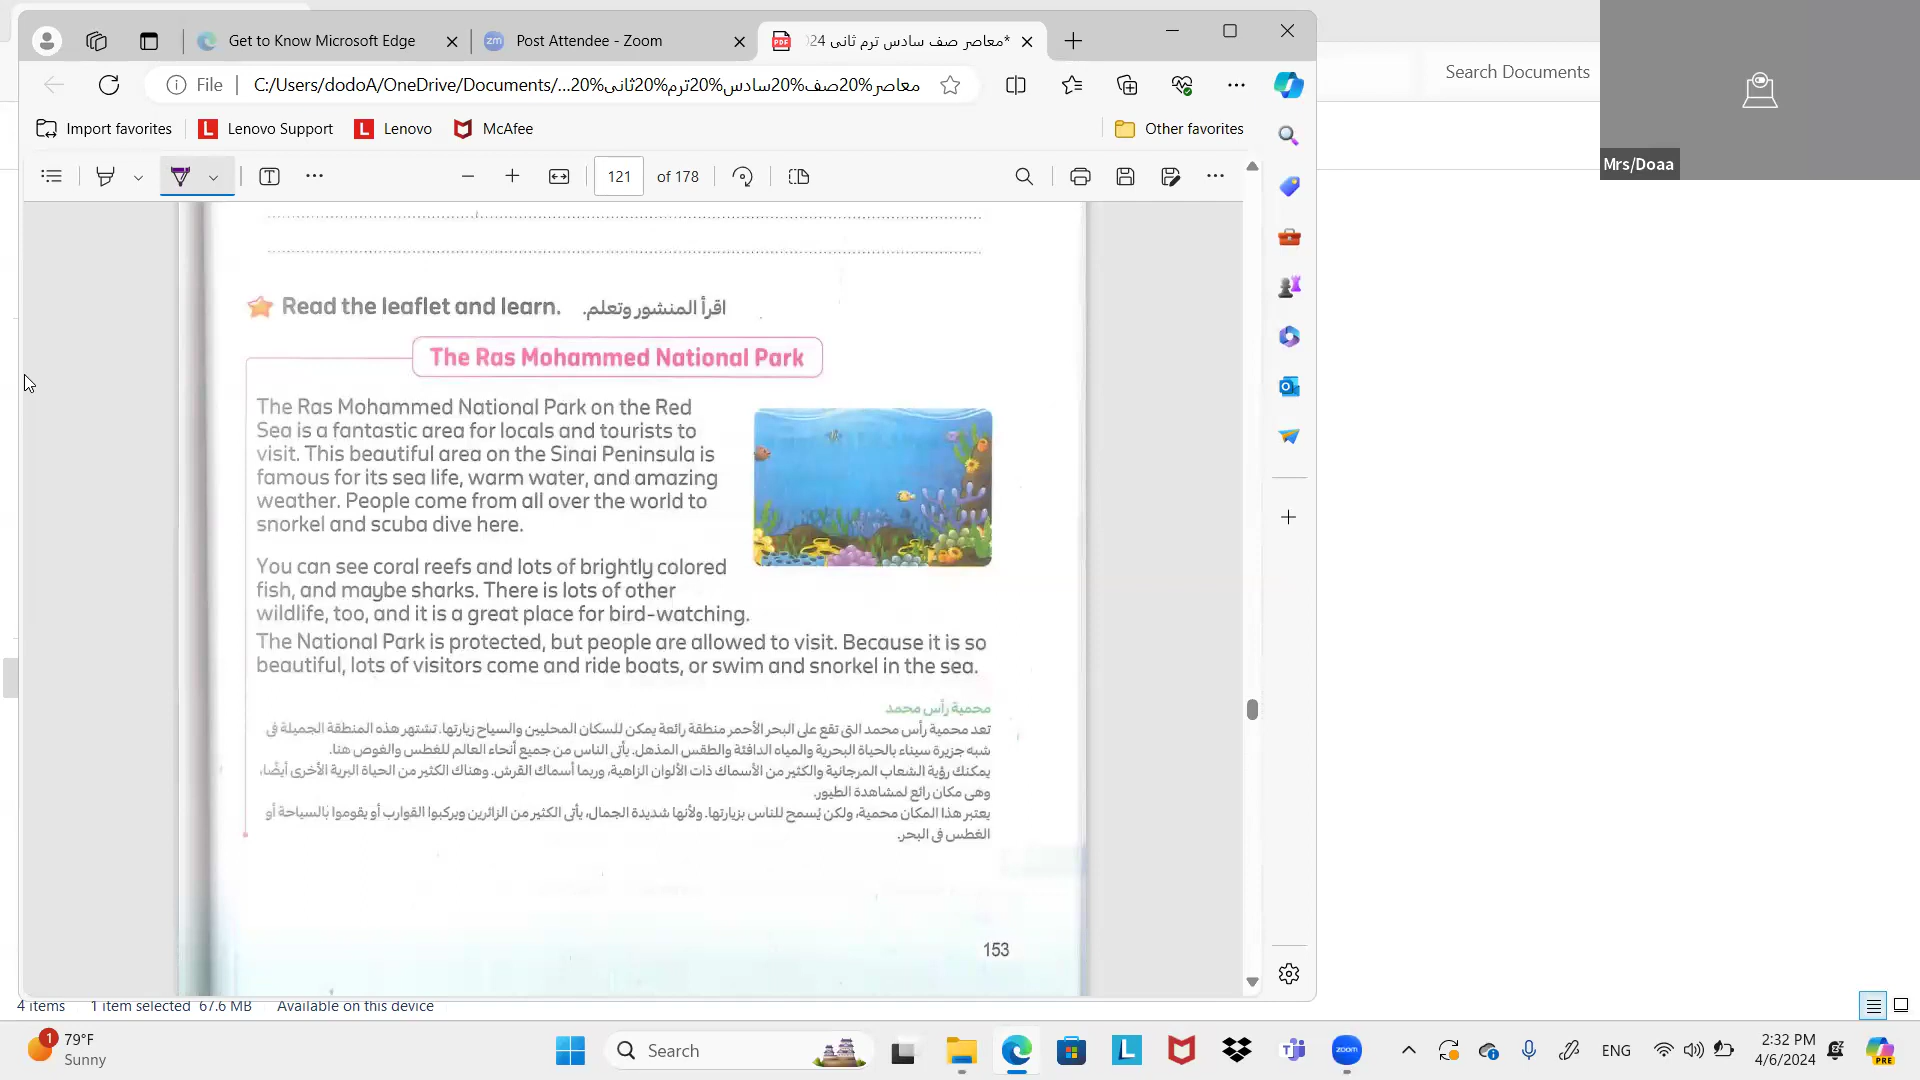 Get to Know Microsoft Edge
Post Attendee - Zoom
*معاصر صف سادس ترم ثانى
File
C:/Users/dodoA/OneDrive/Documents/...معاصر%20صف%20سادس%20ترم%20ثانى%20
Search Documents
Import favorites
Lenovo Support
Lenovo
McAfee
Other favorites
Mrs/Doaa
121 of 178
Read the leaflet and learn. اقرأ المنشور وتعلم.
The Ras Mohammed National Park
The Ras Mohammed National Park on the Red
Sea is a fantastic area for locals and tourists to
visit. This beautiful area on the Sinai Peninsula is
famous for its sea life, warm water, and amazing
weather. People come from all over the world to
snorkel and scuba dive here.
You can see coral reefs and lots of brightly colored
fish, and maybe sharks. There is lots of other
wildlife, too, and it is a great place for bird-watching.
The National Park is protected, but people are allowed to visit. Because it is so
beautiful, lots of visitors come and ride boats, or swim and snorkel in the sea.
محمية رأس محمد
تعد محمية رأس محمد التى تقع على البحر الأحمر منطقة رائعة يمكن للسكان المحليين والسياح زيارتها. تشتهر هذه المنطقة الجميلة فى
شبه جزيرة سيناء بالحياة البحرية والمياه الدافئة والطقس المذهل. يأتى الناس من جميع أنحاء العالم للغطس والغوص هنا.
يمكنك رؤية الشعاب المرجانية والكثير من الأسماك ذات الألوان الزاهية، وربما أسماك القرش. وهناك الكثير من الحياة البرية الأخرى أيضًا،
وهى مكان رائع لمشاهدة الطيور.
يعتبر هذا المكان محمية، ولكن يُسمح للناس بزيارتها. ولأنها شديدة الجمال، يأتى الكثير من الزائرين ويركبوا القوارب أو يقوموا بالسياحة أو
الغطس فى البحر.
153
4 items 1 item selected 67.6 MB Available on this device
1
79°F
Sunny
Search
zoom
ENG
2:32 PM
4/6/2024
PRE